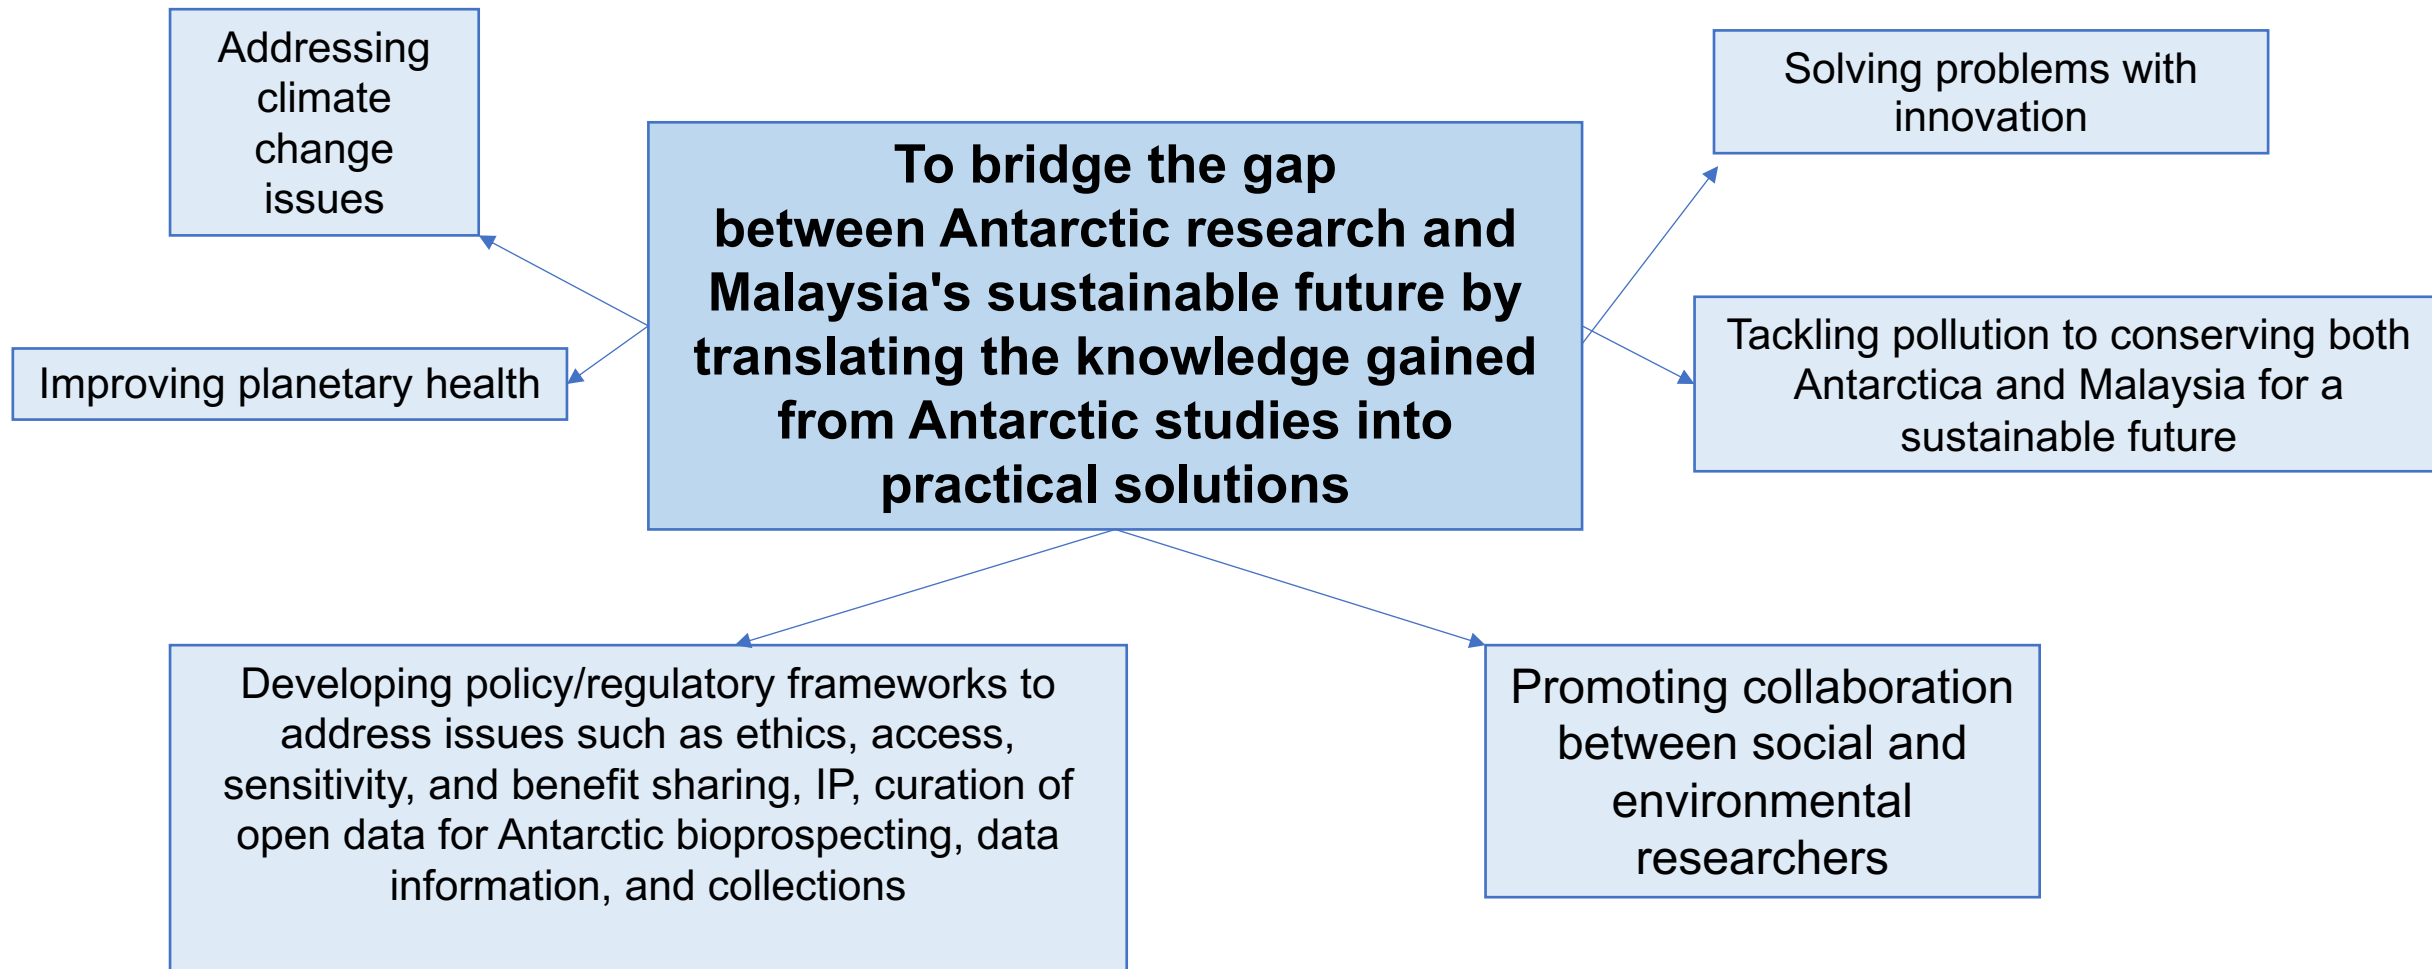 Addressing
climate
change
issues
Solving problems with
innovation
To bridge the gap
between Antarctic research and
Malaysia's sustainable future by
translating the knowledge gained
from Antarctic studies into
practical solutions
Improving planetary health
Tackling pollution to conserving both
Antarctica and Malaysia for a
sustainable future
Developing policy/regulatory frameworks to
address issues such as ethics, access,
sensitivity, and benefit sharing, IP, curation of
open data for Antarctic bioprospecting, data
information, and collections
Promoting collaboration
between social and
environmental
researchers